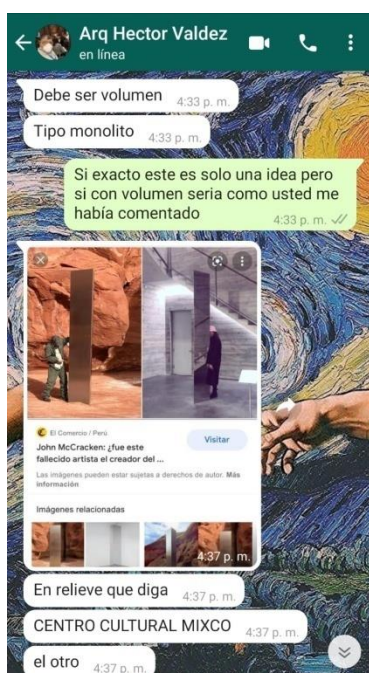 Arq Hector Valdez
en línea
Debe ser volumen 4:33 p. m.
Tipo monolito 4:33 p. m.
Si exacto este es solo una idea pero
si con volumen seria como usted me
había comentado 4:33 p. m.
El Comercio / Perú
John McCracken: ¿fue este
fallecido artista el creador del ...
Visitar
Las imágenes pueden estar sujetas a derechos de autor. Más
información
Imágenes relacionadas
4:37 p. m.
En relieve que diga 4:37 p. m.
CENTRO CULTURAL MIXCO 4:37 p. m.
el otro 4:37 p. m.